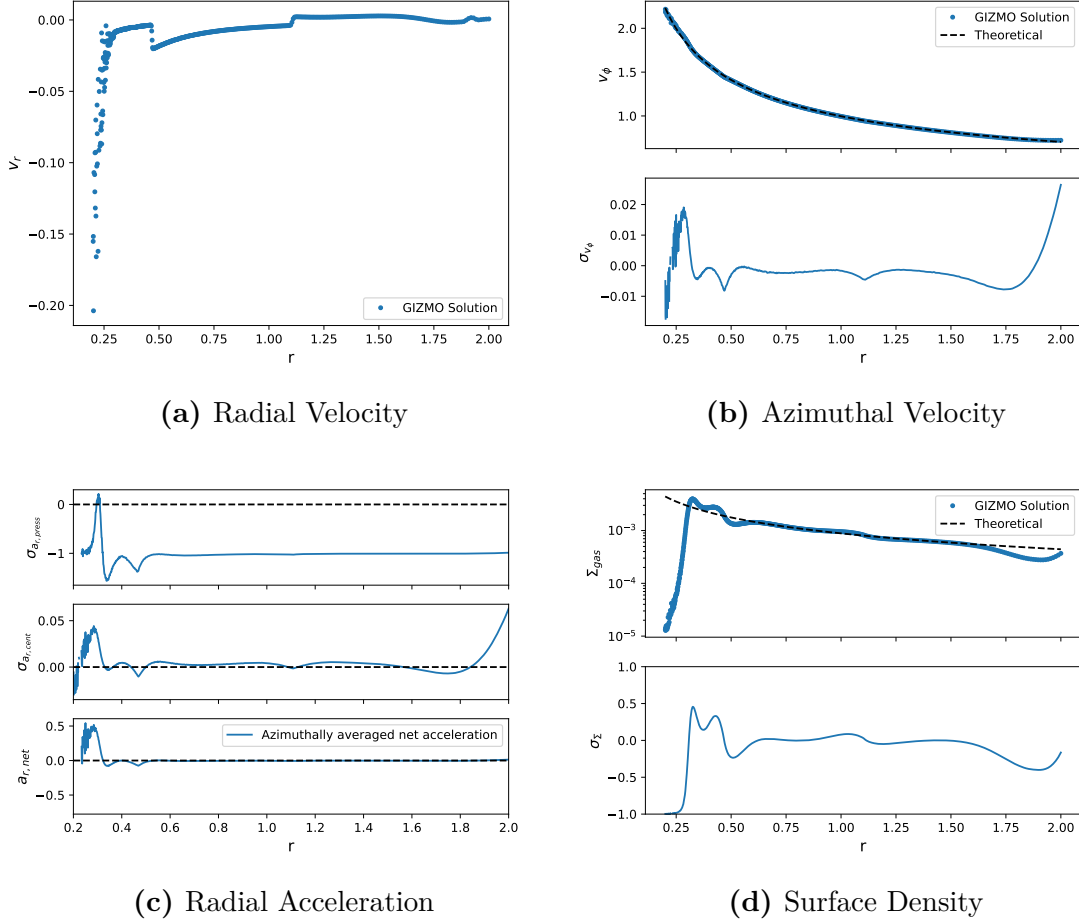 0.00
−0.05
−0.10
−0.15
−0.20
v_r
GIZMO Solution
0.25 0.50 0.75 1.00 1.25 1.50 1.75 2.00
r
(a) Radial Velocity
2.0
1.5
1.0
v_ϕ
GIZMO Solution
Theoretical
0.02
0.01
0.00
−0.01
σ_{v_ϕ}
0.25 0.50 0.75 1.00 1.25 1.50 1.75 2.00
r
(b) Azimuthal Velocity
0
−1
σ_{a_{r,press}}
0.05
0.00
σ_{a_{r,cent}}
0.5
0.0
−0.5
a_{r,net}
Azimuthally averaged net acceleration
0.2 0.4 0.6 0.8 1.0 1.2 1.4 1.6 1.8 2.0
r
(c) Radial Acceleration
10^{−3}
10^{−4}
10^{−5}
Σ_{gas}
GIZMO Solution
Theoretical
1.0
0.5
0.0
−0.5
−1.0
σ_Σ
0.25 0.50 0.75 1.00 1.25 1.50 1.75 2.00
r
(d) Surface Density